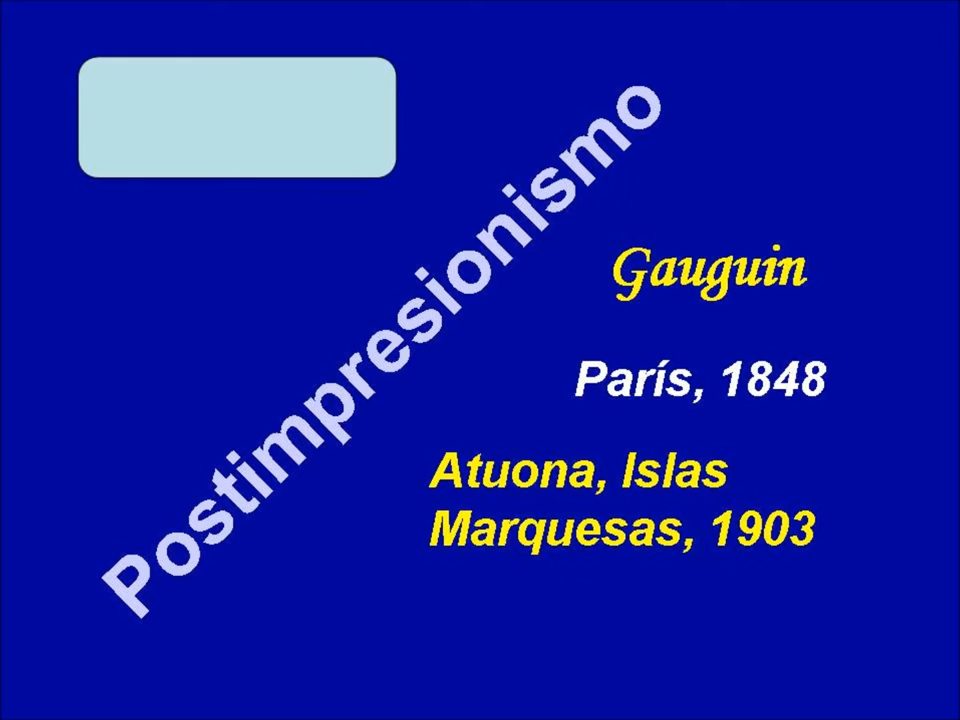 Postimpresionismo
Gauguin
París, 1848
Atuona, Islas
Marquesas, 1903